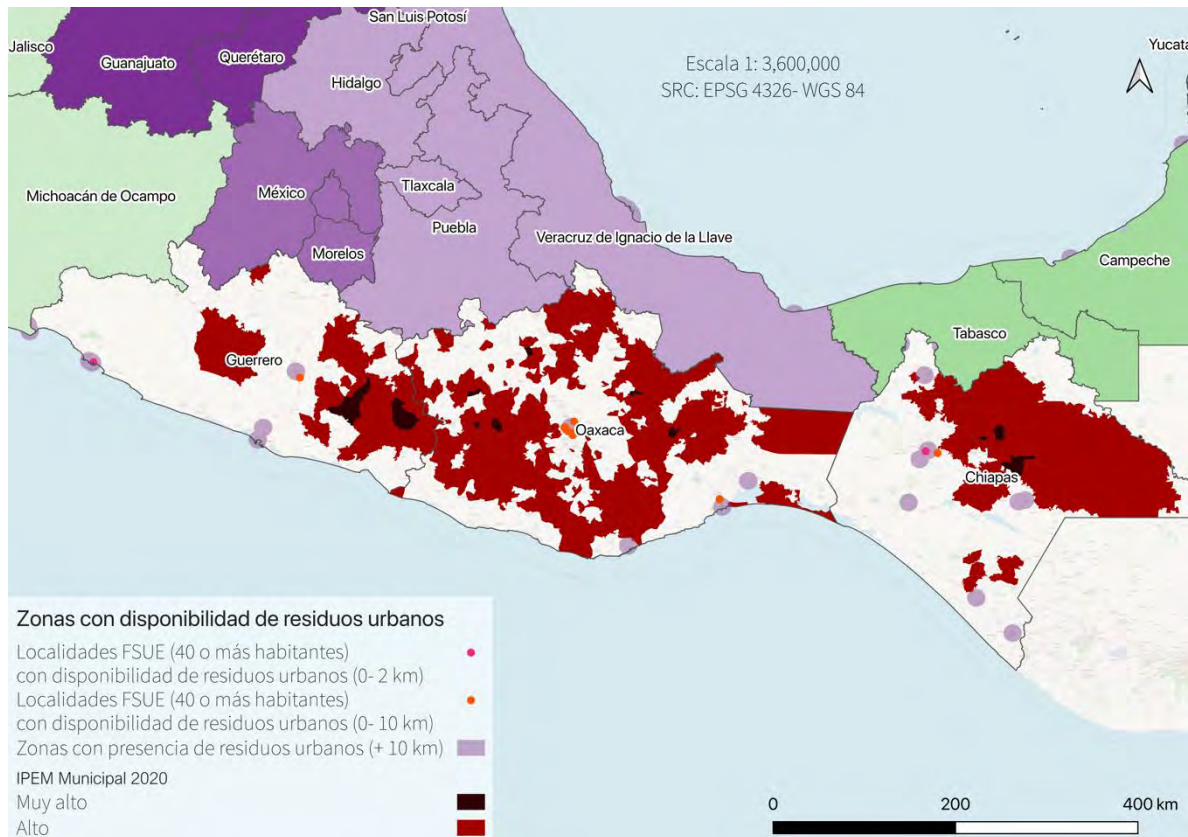 San Luis Potosí
Jalisco
Guanajuato
Querétaro
Hidalgo
Escala 1: 3,600,000
SRC: EPSG 4326- WGS 84
Yucata
Michoacán de Ocampo
México
Tlaxcala
Puebla
Morelos
Veracruz de Ignacio de la Llave
Campeche
Tabasco
Guerrero
Oaxaca
Chiapas
Zonas con disponibilidad de residuos urbanos
Localidades FSUE (40 o más habitantes)
con disponibilidad de residuos urbanos (0- 2 km)
Localidades FSUE (40 o más habitantes)
con disponibilidad de residuos urbanos (0- 10 km)
Zonas con presencia de residuos urbanos (+ 10 km)
IPEM Municipal 2020
Muy alto
Alto
0 200 400 km